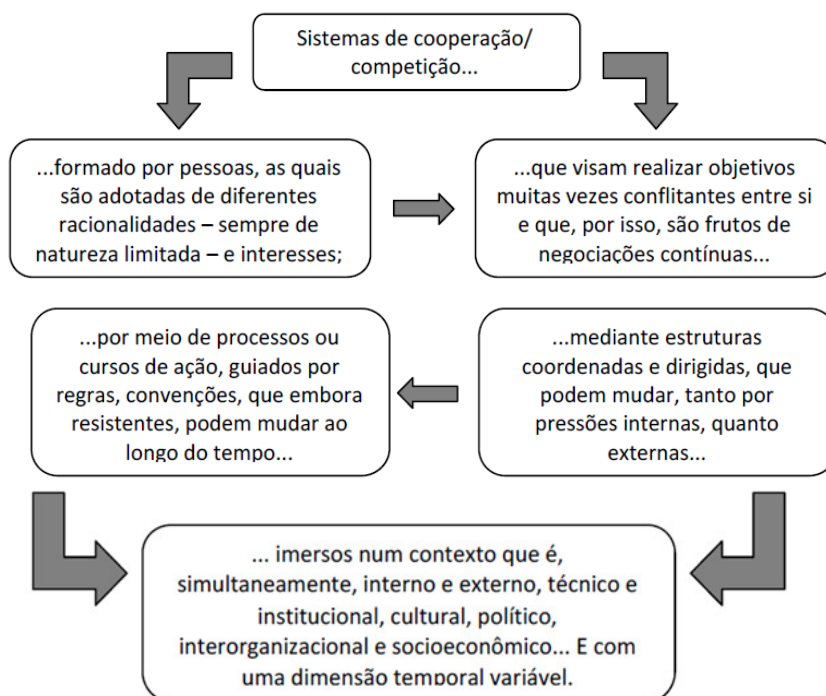 Sistemas de cooperação/
competição...
...formado por pessoas, as quais
são adotadas de diferentes
racionalidades – sempre de
natureza limitada – e interesses;
...que visam realizar objetivos
muitas vezes conflitantes entre si
e que, por isso, são frutos de
negociações contínuas...
...por meio de processos ou
cursos de ação, guiados por
regras, convenções, que embora
resistentes, podem mudar ao
longo do tempo...
...mediante estruturas
coordenadas e dirigidas, que
podem mudar, tanto por
pressões internas, quanto
externas...
... imersos num contexto que é,
simultaneamente, interno e externo, técnico e
institucional, cultural, político,
interorganizacional e socioeconômico... E com
uma dimensão temporal variável.